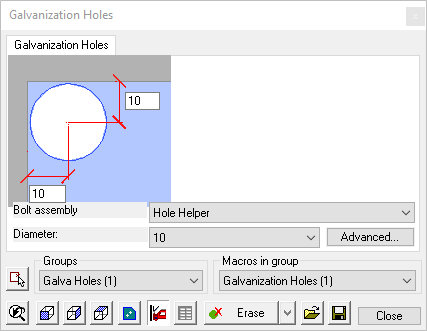 Galvanization Holes
Galvanization Holes
10
10
Bolt assembly
Hole Helper
Diameter:
10
Advanced...
Groups
Macros in group
Galva Holes (1)
Galvanization Holes (1)
Erase
Close